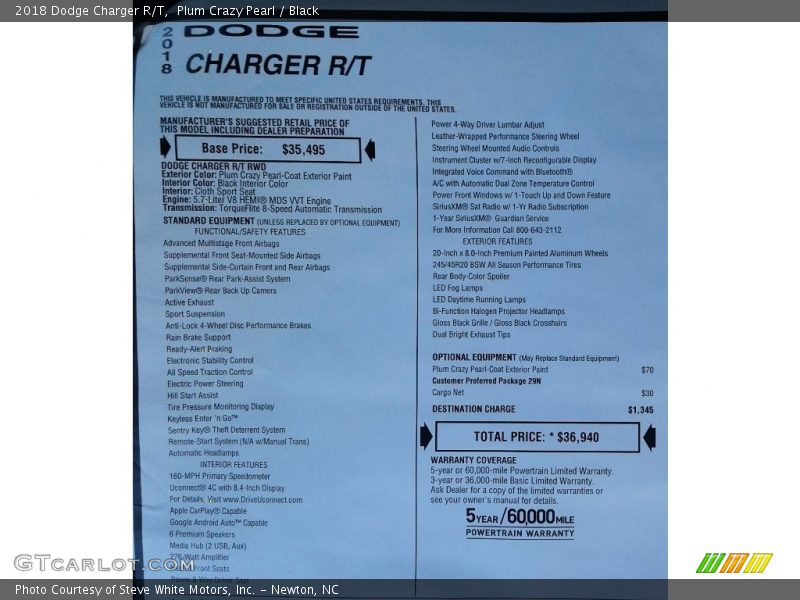 2018 Dodge Charger R/T, Plum Crazy Pearl / Black
2018
DODGE
CHARGER R/T
THIS VEHICLE IS MANUFACTURED TO MEET SPECIFIC UNITED STATES REQUIREMENTS. THIS
VEHICLE IS NOT MANUFACTURED FOR SALE OR REGISTRATION OUTSIDE OF THE UNITED STATES.
MANUFACTURER'S SUGGESTED RETAIL PRICE OF
THIS MODEL INCLUDING DEALER PREPARATION
Base Price: $35,495
DODGE CHARGER R/T RWD
Exterior Color: Plum Crazy Pearl-Coat Exterior Paint
Interior Color: Black Interior Color
Interior: Cloth Sport Seat
Engine: 5.7-Liter V8 HEMI® MDS VVT Engine
Transmission: TorqueFlite 8-Speed Automatic Transmission
STANDARD EQUIPMENT (UNLESS REPLACED BY OPTIONAL EQUIPMENT)
FUNCTIONAL/SAFETY FEATURES
Advanced Multistage Front Airbags
Supplemental Front Seat-Mounted Side Airbags
Supplemental Side-Curtain Front and Rear Airbags
ParkSense® Rear Park-Assist System
ParkView® Rear Back Up Camera
Active Exhaust
Sport Suspension
Anti-Lock 4-Wheel Disc Performance Brakes
Rain Brake Support
Ready-Alert Braking
Electronic Stability Control
All Speed Traction Control
Electric Power Steering
Hill Start Assist
Tire Pressure Monitoring Display
Keyless Enter 'n Go™
Sentry Key® Theft Deterrent System
Remote-Start System (N/A w/Manual Trans)
Automatic Headlamps
INTERIOR FEATURES
160-MPH Primary Speedometer
Uconnect® 4C with 8.4-Inch Display
For Details, Visit www.DriveUconnect.com
Apple CarPlay® Capable
Google Android Auto™ Capable
6 Premium Speakers
Media Hub (2 USB, Aux)
276-Watt Amplifier
Front Seats
Power 4-Way Driver Lumbar Adjust
Leather-Wrapped Performance Steering Wheel
Steering Wheel Mounted Audio Controls
Instrument Cluster w/7-Inch Reconfigurable Display
Integrated Voice Command with Bluetooth®
A/C with Automatic Dual Zone Temperature Control
Power Front Windows w/ 1-Touch Up and Down Feature
SiriusXM® Sat Radio w/ 1-Yr Radio Subscription
1-Year SiriusXM® Guardian Service
For More Information Call 800-643-2112
EXTERIOR FEATURES
20-Inch x 8.0-Inch Premium Painted Aluminum Wheels
245/45R20 BSW All Season Performance Tires
Rear Body-Color Spoiler
LED Fog Lamps
LED Daytime Running Lamps
Bi-Function Halogen Projector Headlamps
Gloss Black Grille / Gloss Black Crosshairs
Dual Bright Exhaust Tips
OPTIONAL EQUIPMENT (May Replace Standard Equipment)
Plum Crazy Pearl-Coat Exterior Paint $70
Customer Preferred Package 29N
Cargo Net $30
DESTINATION CHARGE $1,345
TOTAL PRICE: * $36,940
WARRANTY COVERAGE
5-year or 60,000-mile Powertrain Limited Warranty.
3-year or 36,000-mile Basic Limited Warranty.
Ask Dealer for a copy of the limited warranties or
see your owner's manual for details.
5YEAR/60,000MILE
POWERTRAIN WARRANTY
GTCarLot.com
Photo Courtesy of Steve White Motors, Inc. – Newton, NC